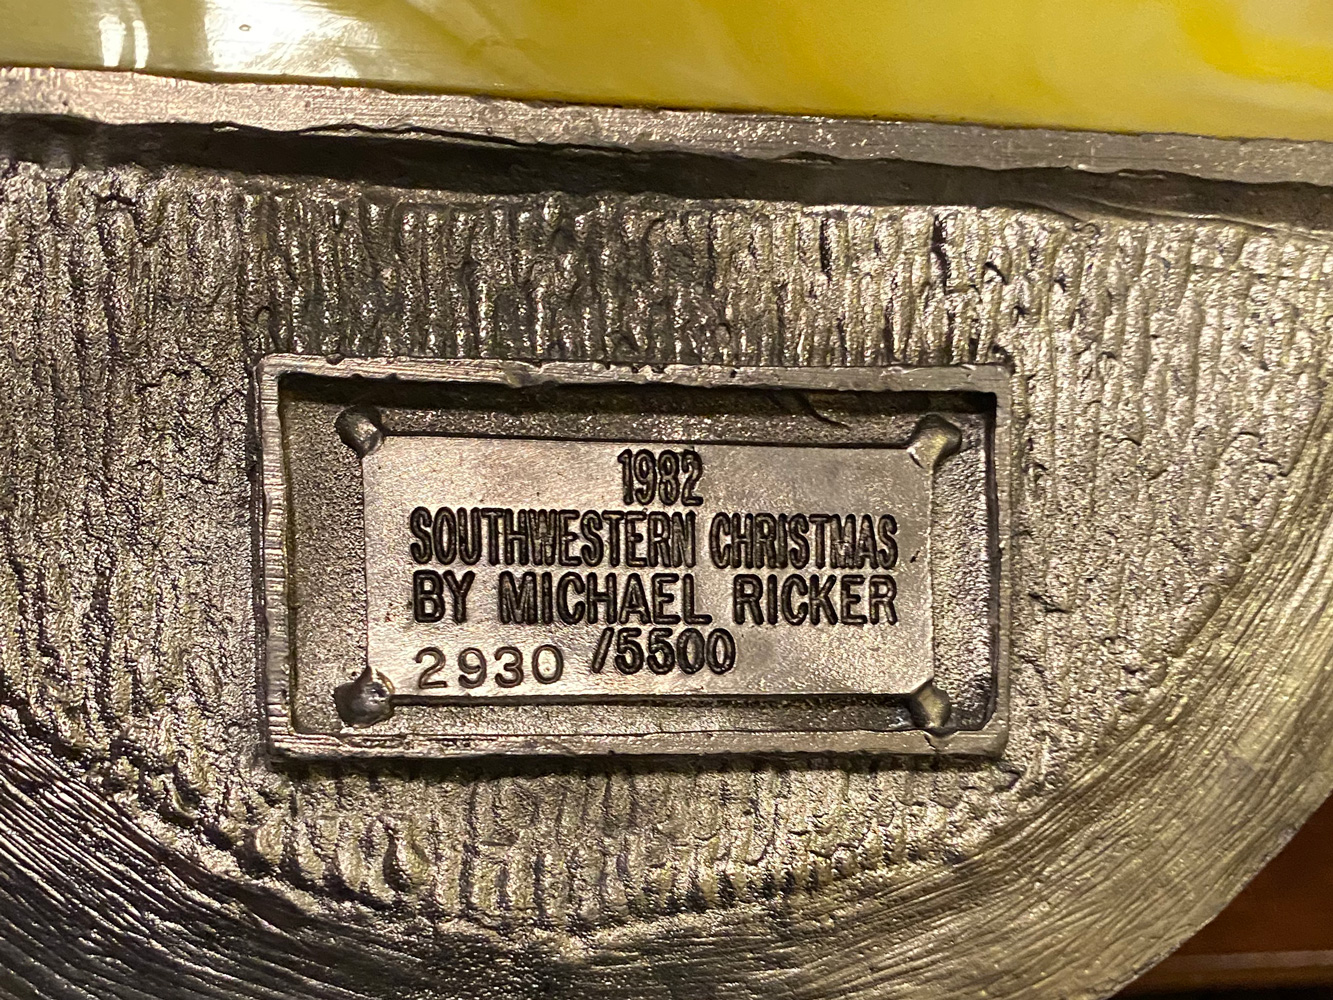 1982
SOUTHWESTERN CHRISTMAS
BY MICHAEL RICKER
2930 /5500